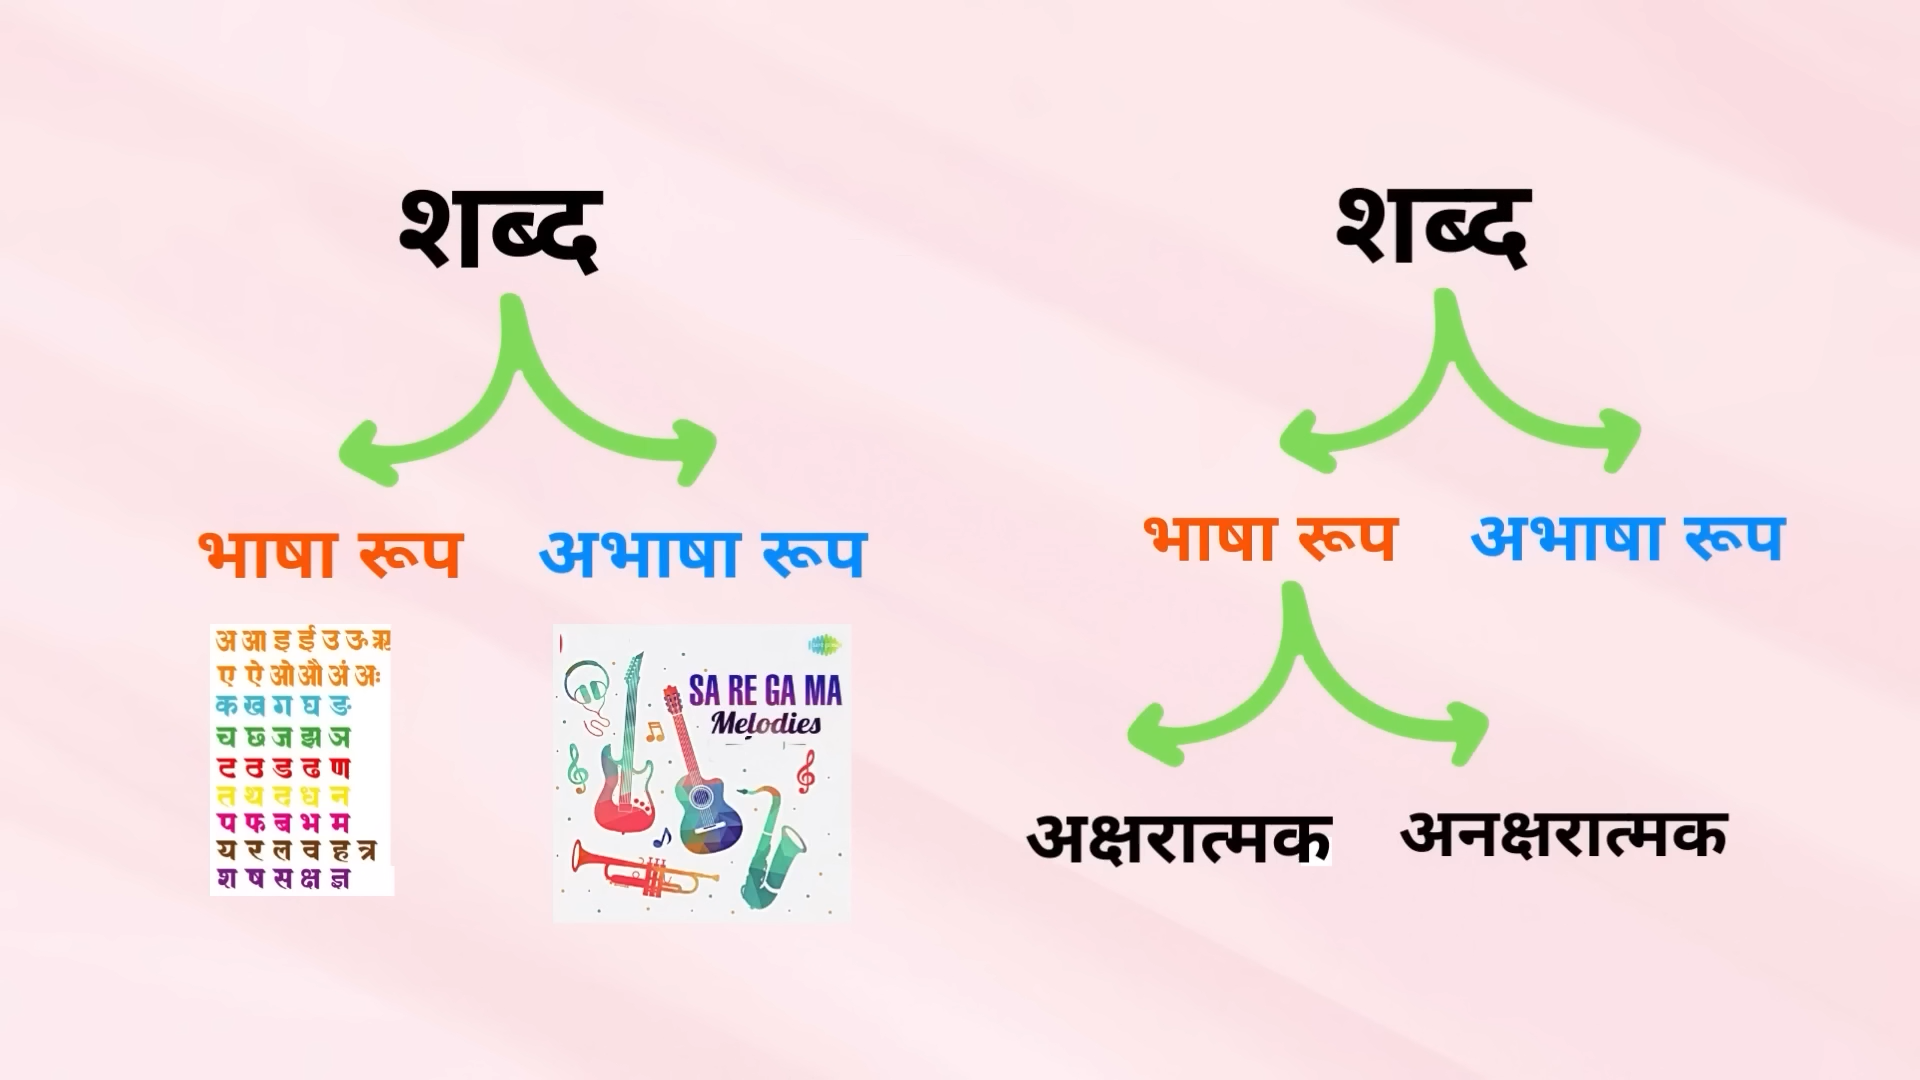 शब्द
भाषा रूप
अभाषा रूप
अ आ इ ई उ ऊ ऋ
ए ऐ ओ औ अं अः
क ख ग घ ङ
च छ ज झ ञ
ट ठ ड ढ ण
त थ द ध न
प फ ब भ म
य र ल व ह त्र
श ष स क्ष ज्ञ
SA RE GA MA
Melodies
शब्द
भाषा रूप
अभाषा रूप
अक्षरात्मक
अनक्षरात्मक